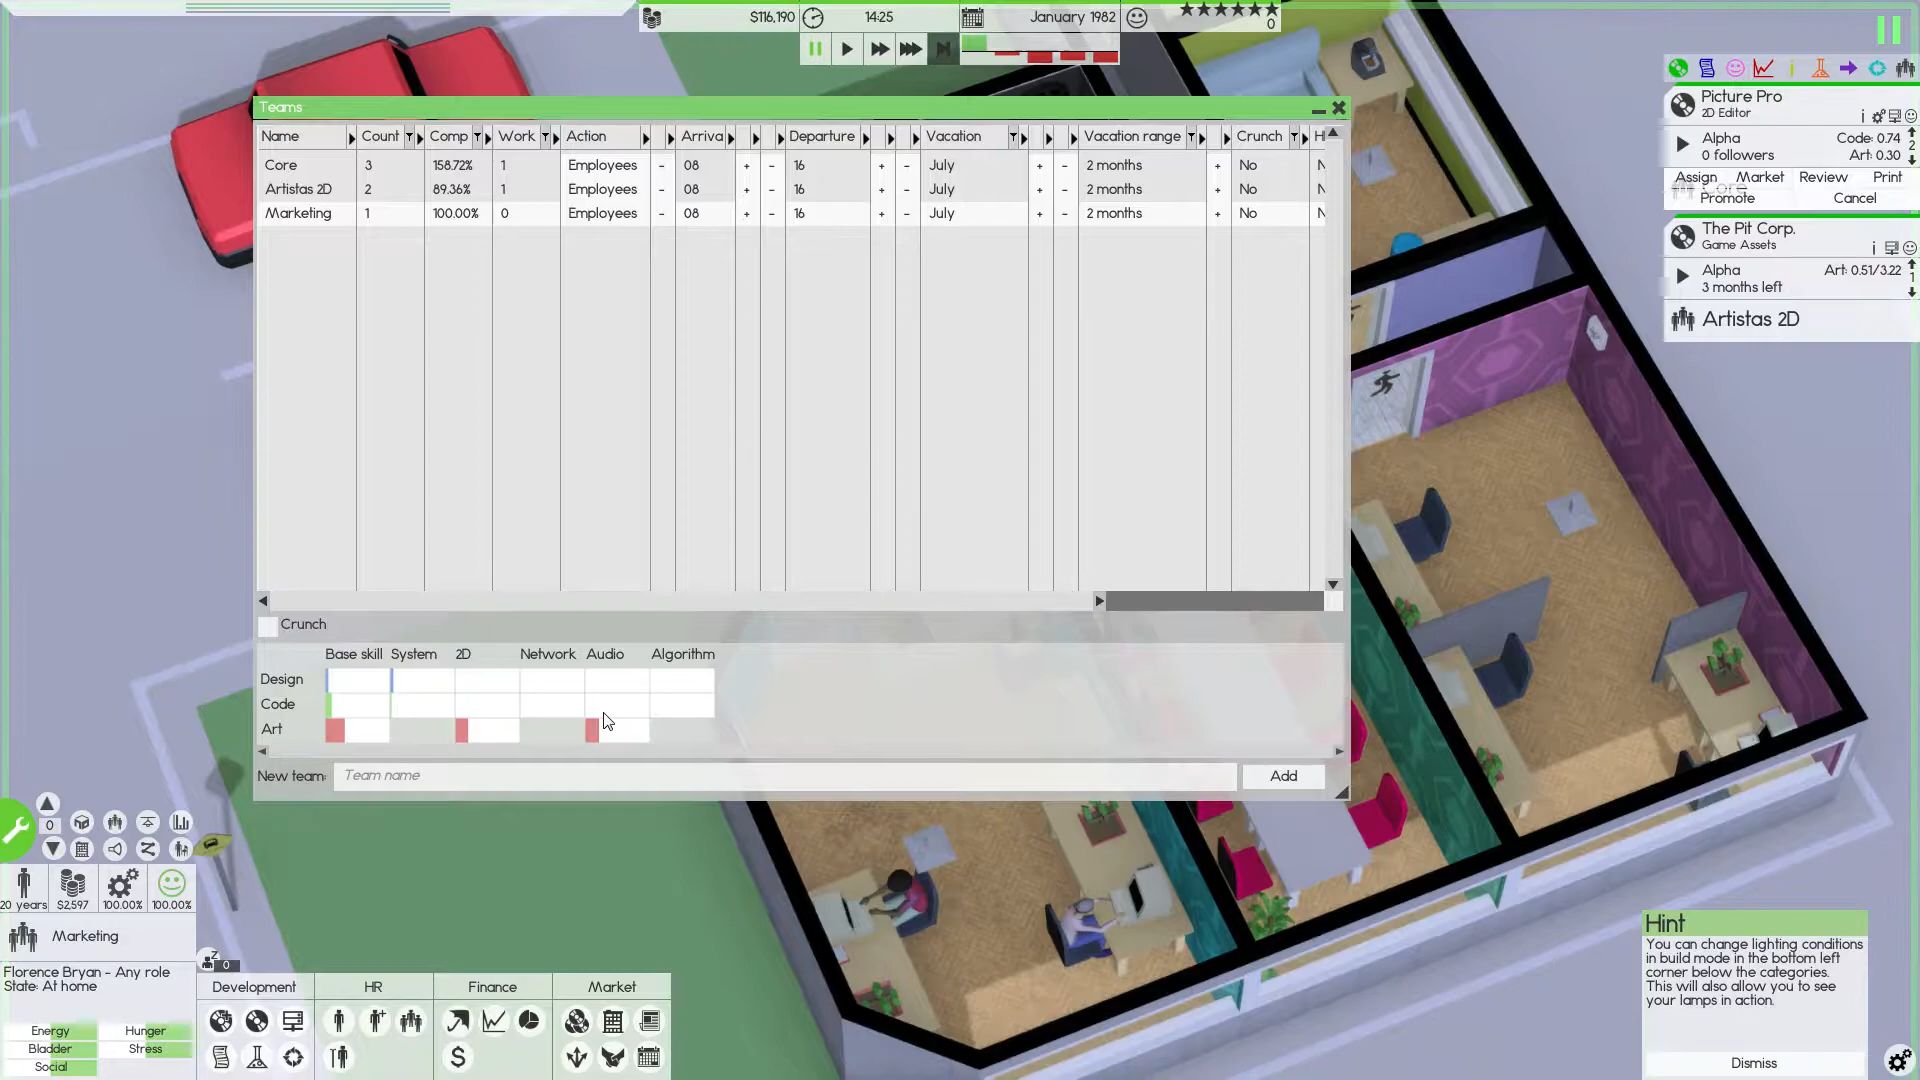 $116,190
14:25
January 1982
0
Teams
Name Count Comp Work Action Arriva Departure Vacation Vacation range Crunch H
Core 3 158.72% 1 Employees - 08 + - 16 + - July + - 2 months + No N
Artistas 2D 2 89.36% 1 Employees - 08 + - 16 + - July + - 2 months + No N
Marketing 1 100.00% 0 Employees - 08 + - 16 + - July + - 2 months + No N
Crunch
Base skill System 2D Network Audio Algorithm
Design
Code
Art
New team: Team name Add
Picture Pro
2D Editor
Alpha Code: 0.74
0 followers Art: 0.30
2
Assign Market Review Print
Core
Promote Cancel
The Pit Corp.
Game Assets
Alpha Art: 0.51/3.22
3 months left
1
Artistas 2D
0
20 years $2,597 100.00% 100.00%
Marketing
Florence Bryan - Any role
State: At home
Energy Hunger
Bladder Stress
Social
Z
0
Development HR Finance Market
Hint
You can change lighting conditions
in build mode in the bottom left
corner below the categories.
This will also allow you to see
your lamps in action.
Dismiss